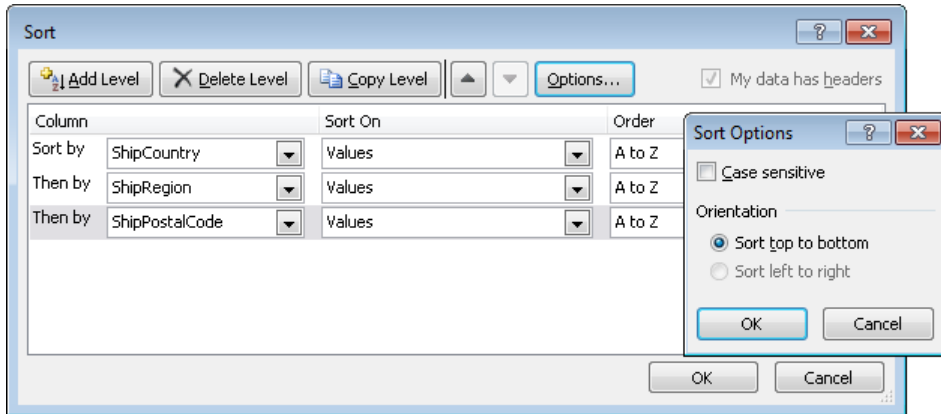 Sort
Add Level Delete Level Copy Level Options... My data has headers
Column Sort On Order
Sort by ShipCountry Values A to Z
Then by ShipRegion Values A to Z
Then by ShipPostalCode Values A to Z
OK Cancel
Sort Options
Case sensitive
Orientation
Sort top to bottom
Sort left to right
OK Cancel